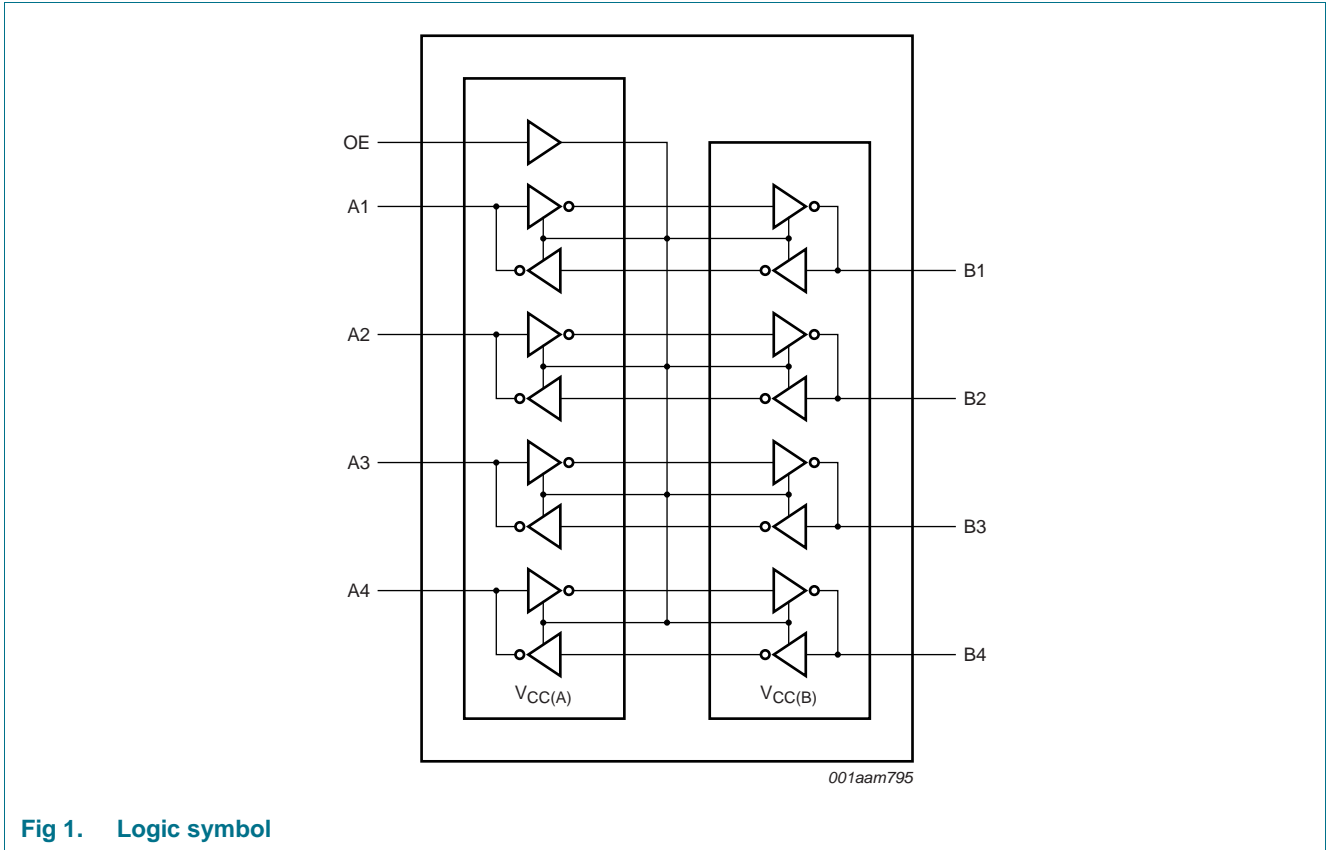 OE
A1
B1
A2
B2
A3
B3
A4
B4
VCC(A)
VCC(B)
001aam795
Fig 1. Logic symbol